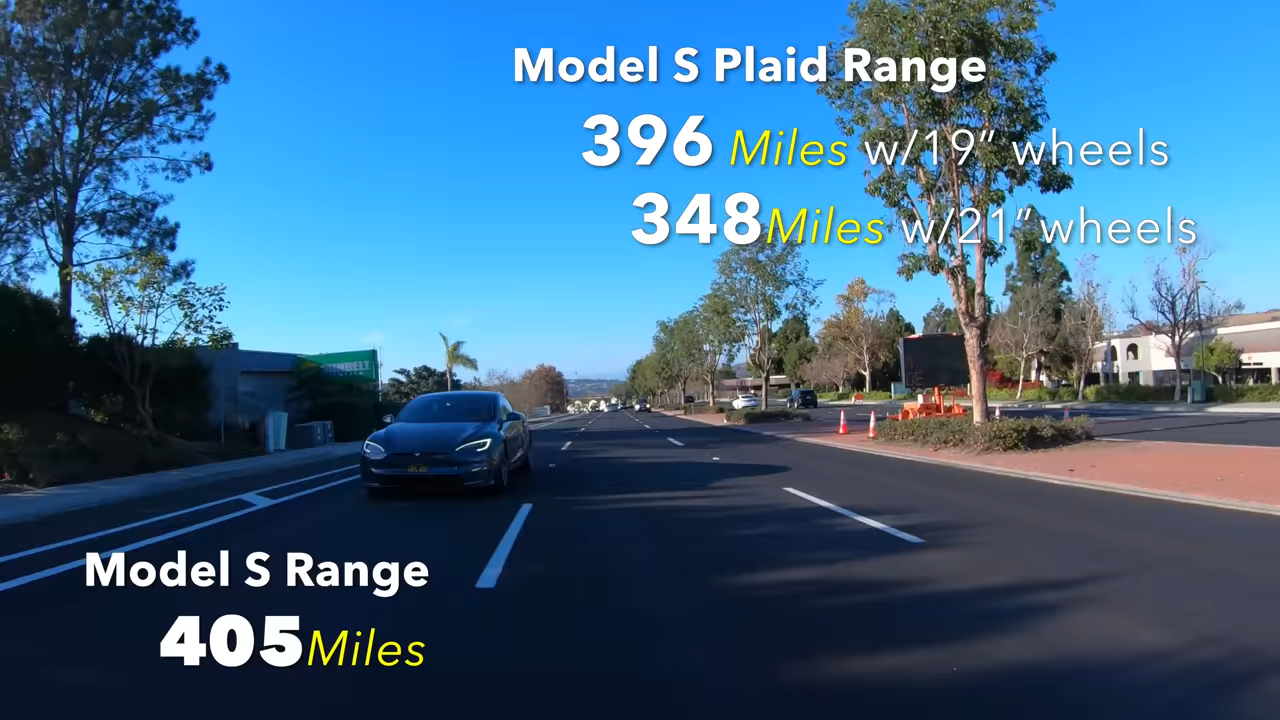 Model S Plaid Range
396 Miles w/19” wheels
348Miles w/21”wheels
Model S Range
405Miles